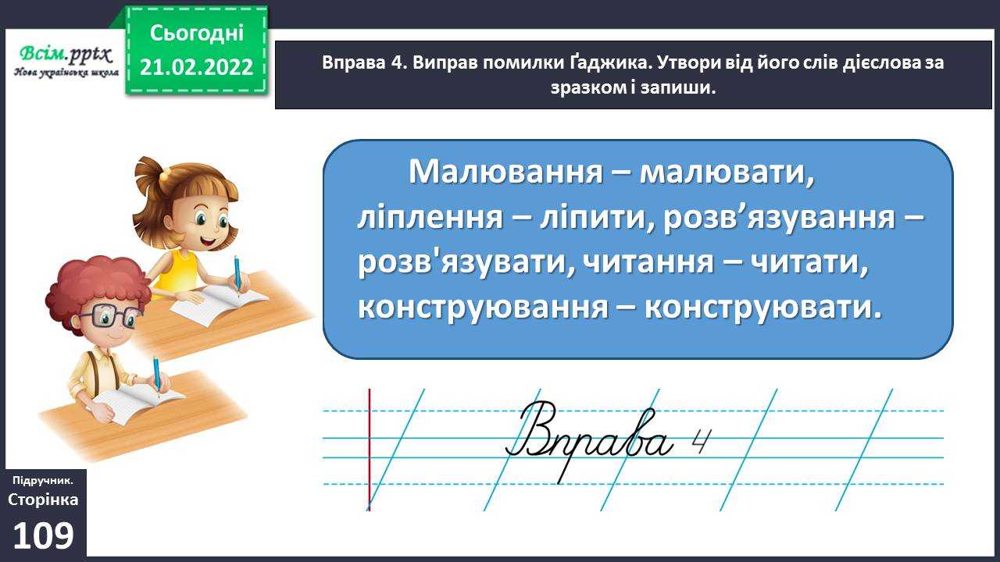 Всім.pptx
Нова українська школа
Сьогодні
21.02.2022
Вправа 4. Виправ помилки Ґаджика. Утвори від його слів дієслова за
зразком і запиши.
Малювання – малювати,
ліплення – ліпити, розв’язування –
розв'язувати, читання – читати,
конструювання – конструювати.
Вправа 4
Підручник.
Сторінка
109